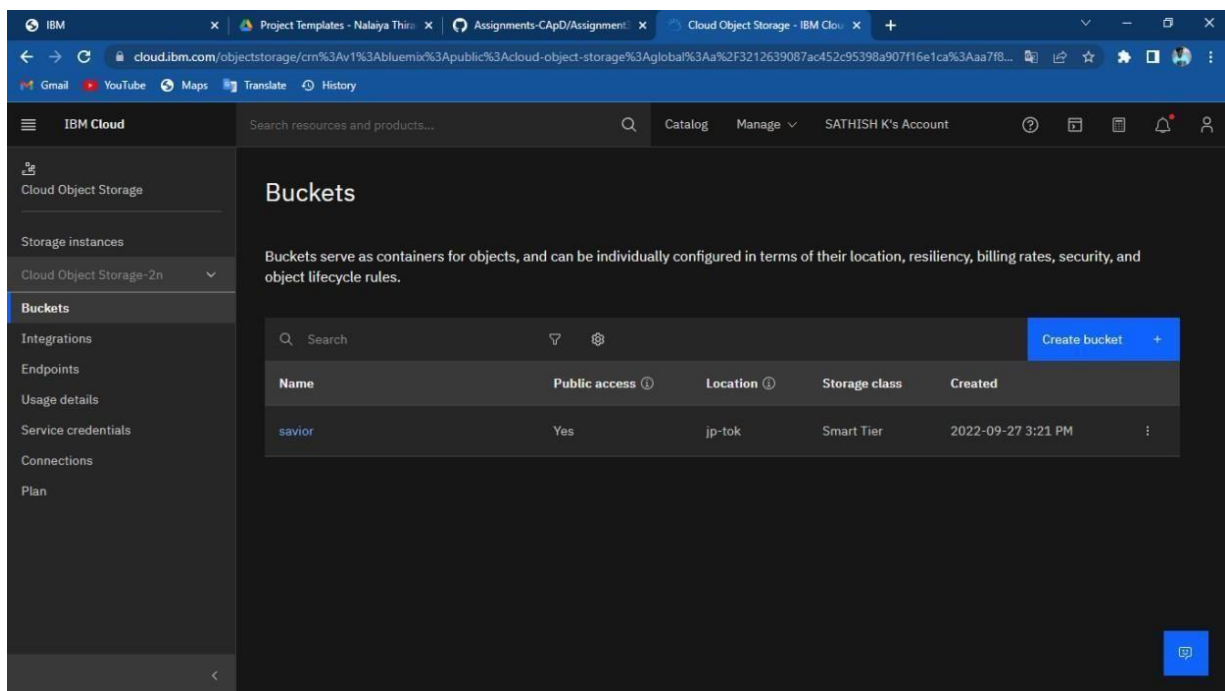 IBM
Project Templates - Nalaiya Thira
Assignments-CApD/Assignment
Cloud Object Storage - IBM Clou
cloud.ibm.com/objectstorage/crn%3Av1%3Abluemix%3Apublic%3Acloud-object-storage%3Aglobal%3Aa%2F3212639087ac452c95398a907f16e1ca%3Aaa7f8...
Gmail YouTube Maps Translate History
IBM Cloud
Search resources and products...
Catalog Manage SATHISH K's Account
Cloud Object Storage
Storage instances
Cloud Object Storage-2n
Buckets
Integrations
Endpoints
Usage details
Service credentials
Connections
Plan
Buckets
Buckets serve as containers for objects, and can be individually configured in terms of their location, resiliency, billing rates, security, and
object lifecycle rules.
Search
Create bucket +
Name Public access Location Storage class Created
savior Yes jp-tok Smart Tier 2022-09-27 3:21 PM